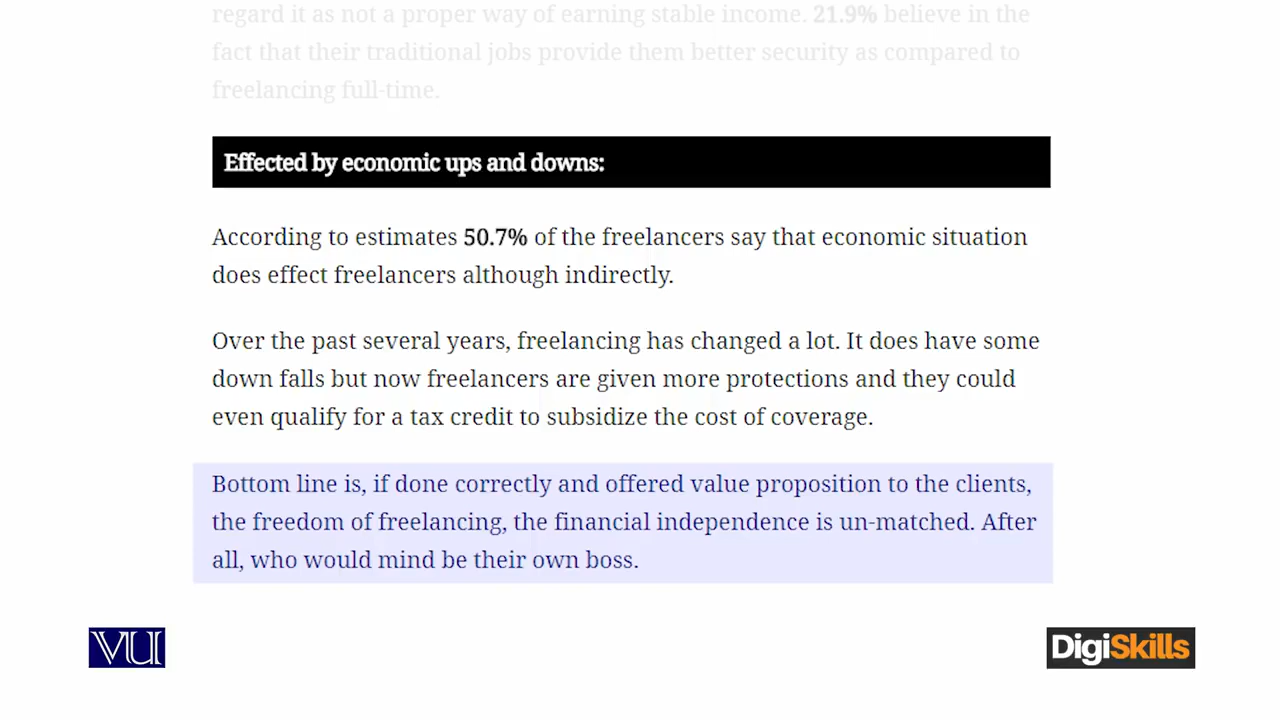 regard it as not a proper way of earning stable income. 21.9% believe in the
fact that their traditional jobs provide them better security as compared to
freelancing full-time.
Effected by economic ups and downs:
According to estimates 50.7% of the freelancers say that economic situation
does effect freelancers although indirectly.
Over the past several years, freelancing has changed a lot. It does have some
down falls but now freelancers are given more protections and they could
even qualify for a tax credit to subsidize the cost of coverage.
Bottom line is, if done correctly and offered value proposition to the clients,
the freedom of freelancing, the financial independence is un-matched. After
all, who would mind be their own boss.
VU
DigiSkills